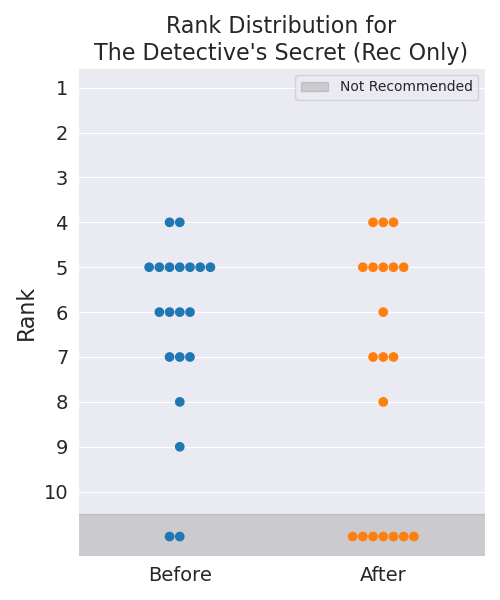 Rank Distribution for
The Detective's Secret (Rec Only)
Not Recommended
1
2
3
4
5
6
7
8
9
10
Rank
Before
After